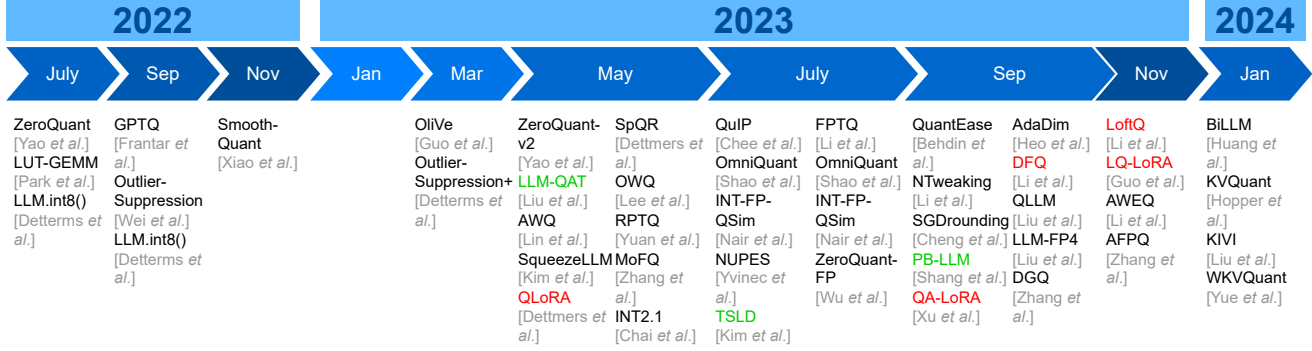 2022
2023
2024
July
Sep
Nov
Jan
Mar
May
July
Sep
Nov
Jan
ZeroQuant
[Yao et al.]
LUT-GEMM
[Park et al.]
LLM.int8()
[Detterms et
al.]
GPTQ
[Frantar et
al.]
Outlier-
Suppression
[Wei et al.]
LLM.int8()
[Detterms et
al.]
Smooth-
Quant
[Xiao et al.]
OliVe
[Guo et al.]
Outlier-
Suppression+
[Detterms et
al.]
ZeroQuant-
v2
[Yao et al.]
LLM-QAT
[Liu et al.]
AWQ
[Lin et al.]
SqueezeLLM
[Kim et al.]
QLoRA
[Dettmers et
al.]
SpQR
[Dettmers et
al.]
OWQ
[Lee et al.]
RPTQ
[Yuan et al.]
MoFQ
[Zhang et
al.]
INT2.1
[Chai et al.]
QuIP
[Chee et al.]
OmniQuant
[Shao et al.]
INT-FP-
QSim
[Nair et al.]
NUPES
[Yvinec et
al.]
TSLD
[Kim et al.]
FPTQ
[Li et al.]
OmniQuant
[Shao et al.]
INT-FP-
QSim
[Nair et al.]
ZeroQuant-
FP
[Wu et al.]
QuantEase
[Behdin et
al.]
NTweaking
[Li et al.]
SGDrounding
[Cheng et al.]
PB-LLM
[Shang et al.]
QA-LoRA
[Xu et al.]
AdaDim
[Heo et al.]
DFQ
[Li et al.]
QLLM
[Liu et al.]
LLM-FP4
[Liu et al.]
DGQ
[Zhang et
al.]
LoftQ
[Li et al.]
LQ-LoRA
[Guo et al.]
AWEQ
[Li et al.]
AFPQ
[Zhang et
al.]
BiLLM
[Huang et
al.]
KVQuant
[Hopper et
al.]
KIVI
[Liu et al.]
WKVQuant
[Yue et al.]